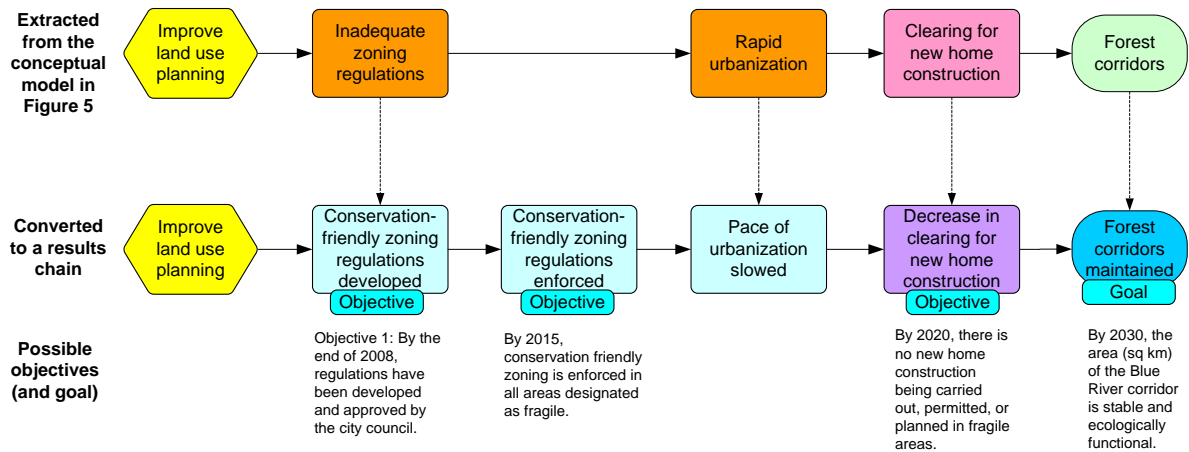 Extracted
from the
conceptual
model in
Figure 5
Improve
land use
planning
Inadequate
zoning
regulations
Rapid
urbanization
Clearing for
new home
construction
Forest
corridors
Converted
to a results
chain
Improve
land use
planning
Conservation-
friendly zoning
regulations
developed
Objective
Conservation-
friendly zoning
regulations
enforced
Objective
Pace of
urbanization
slowed
Decrease in
clearing for
new home
construction
Objective
Forest
corridors
maintained
Goal
Possible
objectives
(and goal)
Objective 1: By the
end of 2008,
regulations have
been developed
and approved by
the city council.
By 2015,
conservation friendly
zoning is enforced in
all areas designated
as fragile.
By 2020, there is
no new home
construction
being carried
out, permitted, or
planned in fragile
areas.
By 2030, the
area (sq km)
of the Blue
River corridor
is stable and
ecologically
functional.